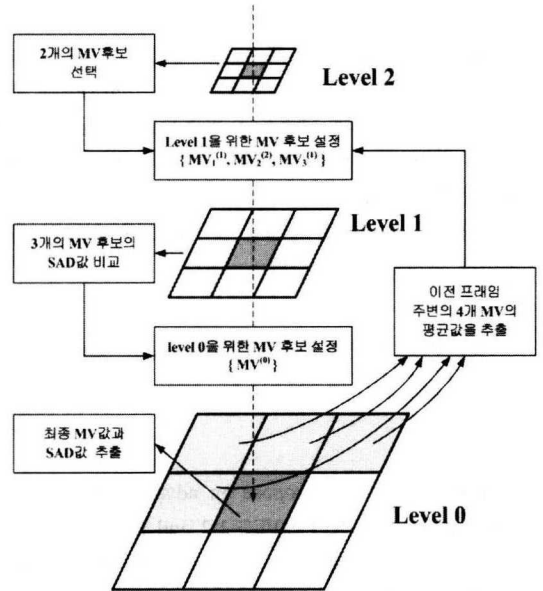 2개의 MV후보
선택
Level 2
Level 1을 위한 MV 후보 설정
{ MV₁⁽¹⁾, MV₂⁽²⁾, MV₃⁽¹⁾ }
Level 1
3개의 MV 후보의
SAD값 비교
이전 프레임
주변의 4개 MV의
평균값을 추출
level 0을 위한 MV 후보 설정
{ MV⁽⁰⁾ }
최종 MV값과
SAD값 추출
Level 0